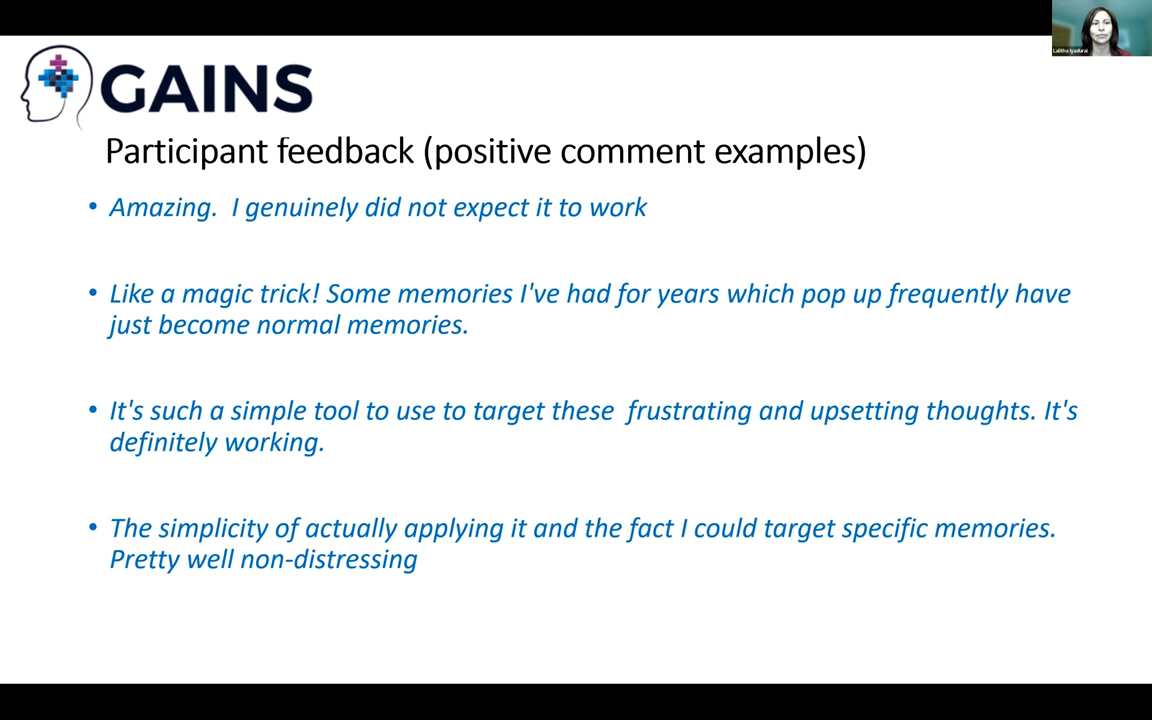 Lalitha Iyadurai
GAINS
Participant feedback (positive comment examples)
• Amazing.  I genuinely did not expect it to work
• Like a magic trick! Some memories I've had for years which pop up frequently have
just become normal memories.
• It's such a simple tool to use to target these  frustrating and upsetting thoughts. It's
definitely working.
• The simplicity of actually applying it and the fact I could target specific memories.
Pretty well non-distressing